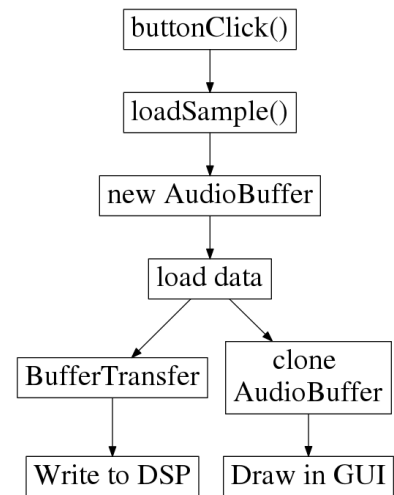 buttonClick()
loadSample()
new AudioBuffer
load data
BufferTransfer
clone
AudioBuffer
Write to DSP
Draw in GUI